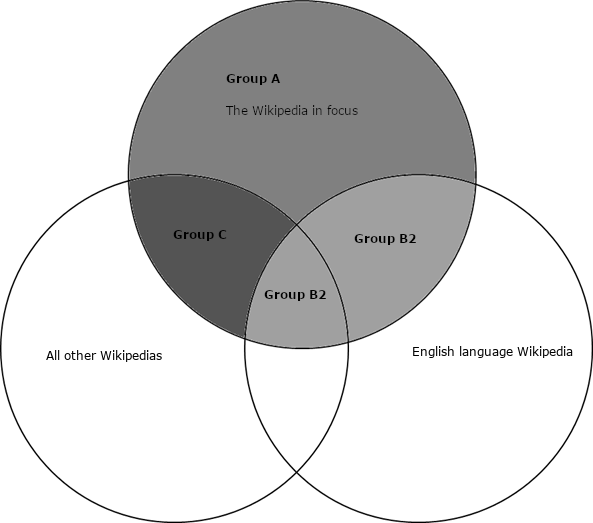 Group A
The Wikipedia in focus
Group C
Group B2
Group B2
All other Wikipedias
English language Wikipedia